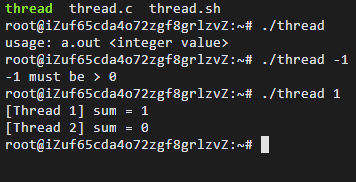 thread thread.c thread.sh
root@iZuf65cda4o72zgf8grlzvZ:~# ./thread
usage: a.out <integer value>
root@iZuf65cda4o72zgf8grlzvZ:~# ./thread -1
-1 must be > 0
root@iZuf65cda4o72zgf8grlzvZ:~# ./thread 1
[Thread 1] sum = 1
[Thread 2] sum = 0
root@iZuf65cda4o72zgf8grlzvZ:~#